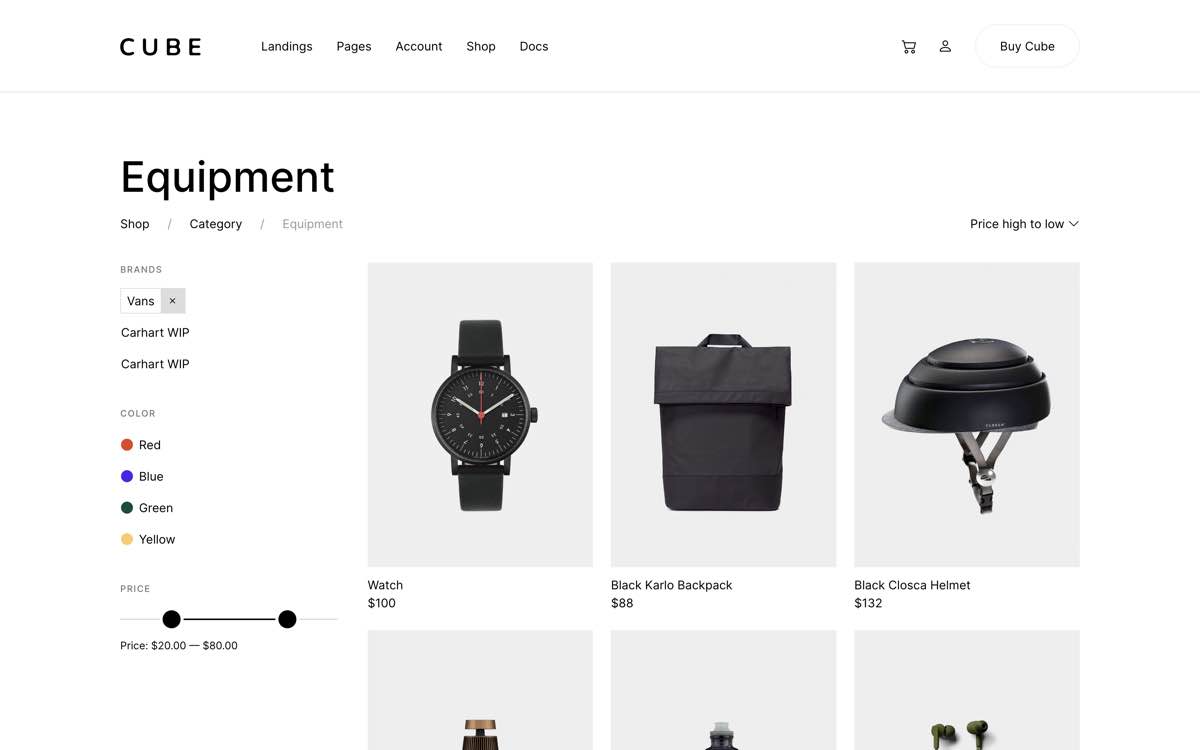 CUBE
Landings
Pages
Account
Shop
Docs
Buy Cube
Equipment
Shop / Category / Equipment
Price high to low
BRANDS
Vans ×
Carhart WIP
Carhart WIP
COLOR
Red
Blue
Green
Yellow
PRICE
Price: $20.00 — $80.00
Watch
$100
Black Karlo Backpack
$88
Black Closca Helmet
$132